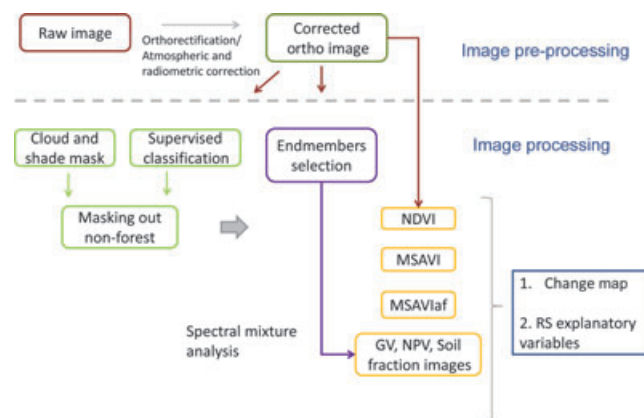 Raw image
Orthorectification/
Atmospheric and
radiometric correction
Corrected
ortho image
Image pre-processing
Cloud and
shade mask
Supervised
classification
Endmembers
selection
Image processing
Masking out
non-forest
NDVI
MSAVI
MSAVIaf
GV, NPV, Soil
fraction images
Spectral mixture
analysis
1. Change map
2. RS explanatory
variables